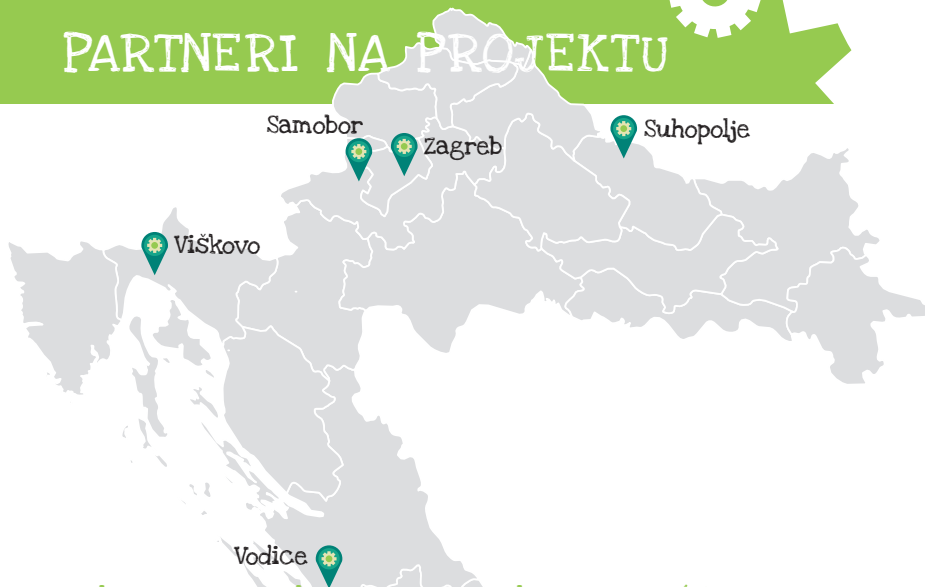 PARTNERI NA PROJEKTU
Samobor
Zagreb
Suhopolje
Viškovo
Vodice